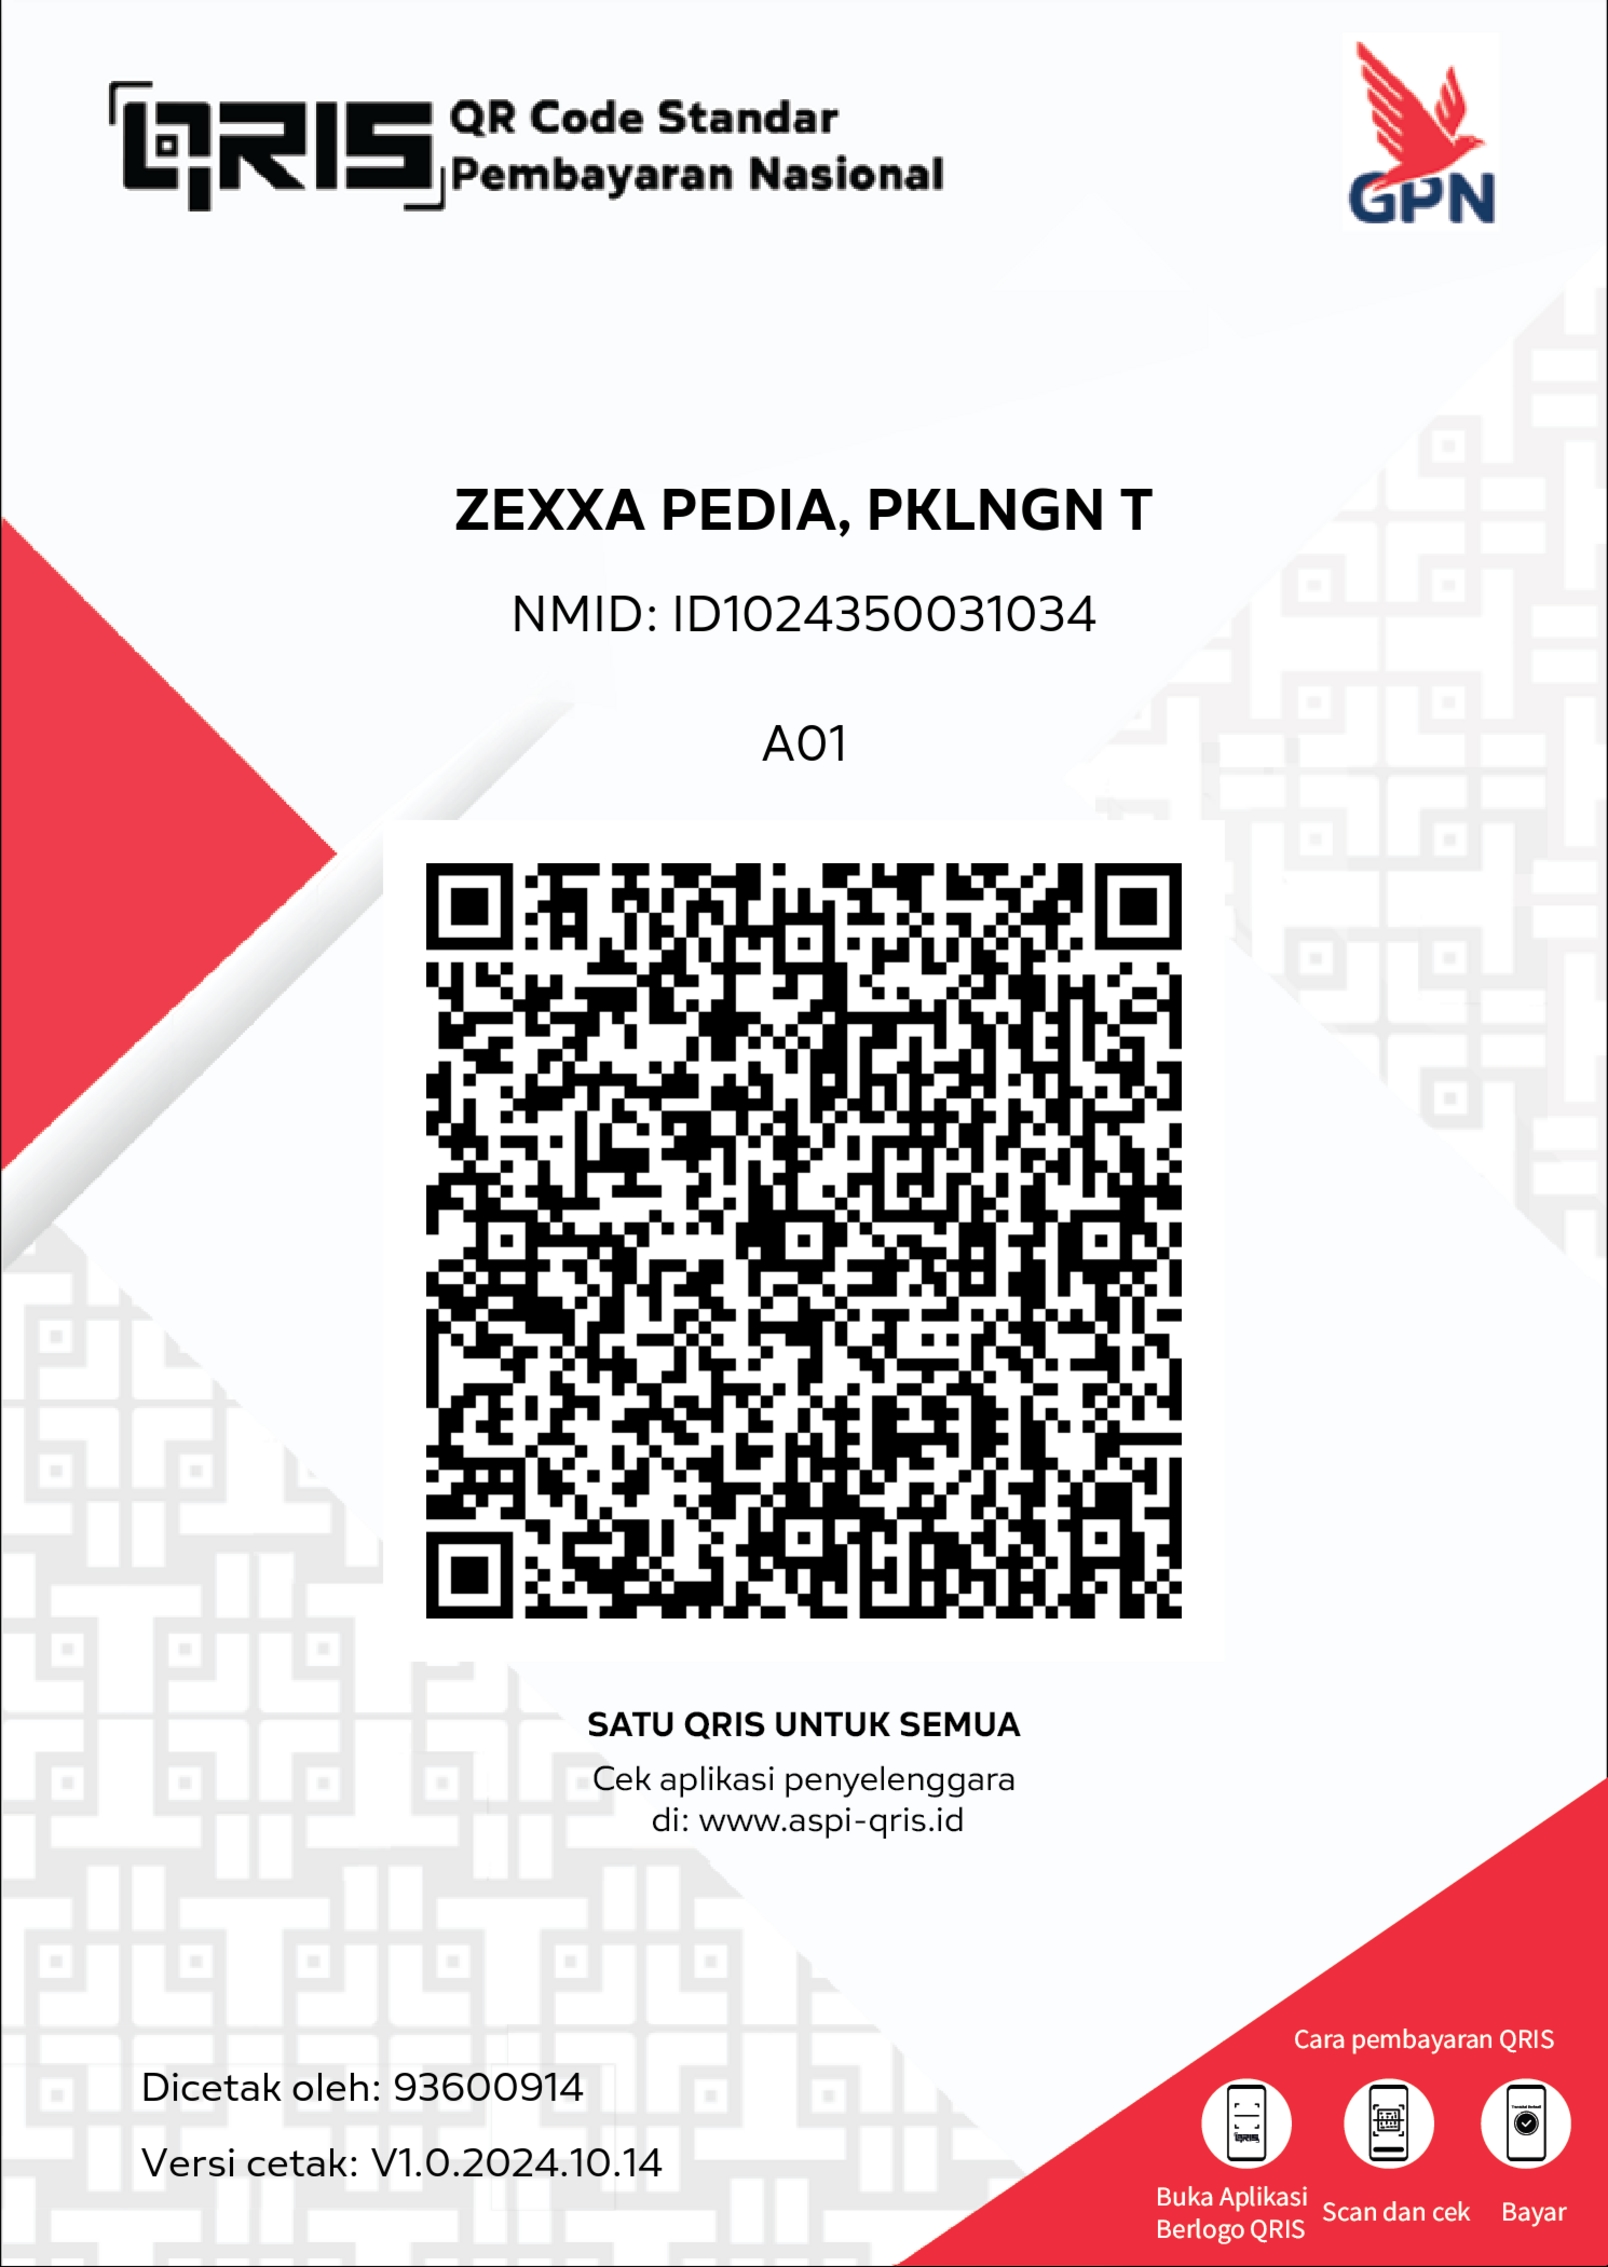 QRIS QR Code Standar
Pembayaran Nasional
GPN
ZEXXA PEDIA, PKLNGN T
NMID: ID1024350031034
A01
SATU QRIS UNTUK SEMUA
Cek aplikasi penyelenggara
di: www.aspi-qris.id
Dicetak oleh: 93600914
Versi cetak: V1.0.2024.10.14
Cara pembayaran QRIS
Buka Aplikasi
Berlogo QRIS
Scan dan cek
Bayar